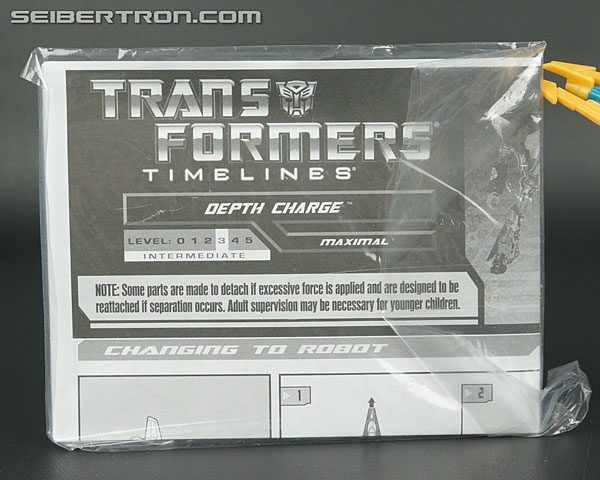 SEIBERTRON.COM
TRANS
FORMERS
TIMELINES®
DEPTH CHARGE™
LEVEL: 0 1 2 3 4 5
MAXIMAL™
INTERMEDIATE
NOTE: Some parts are made to detach if excessive force is applied and are designed to be
reattached if separation occurs. Adult supervision may be necessary for younger children.
CHANGING TO ROBOT
1
2